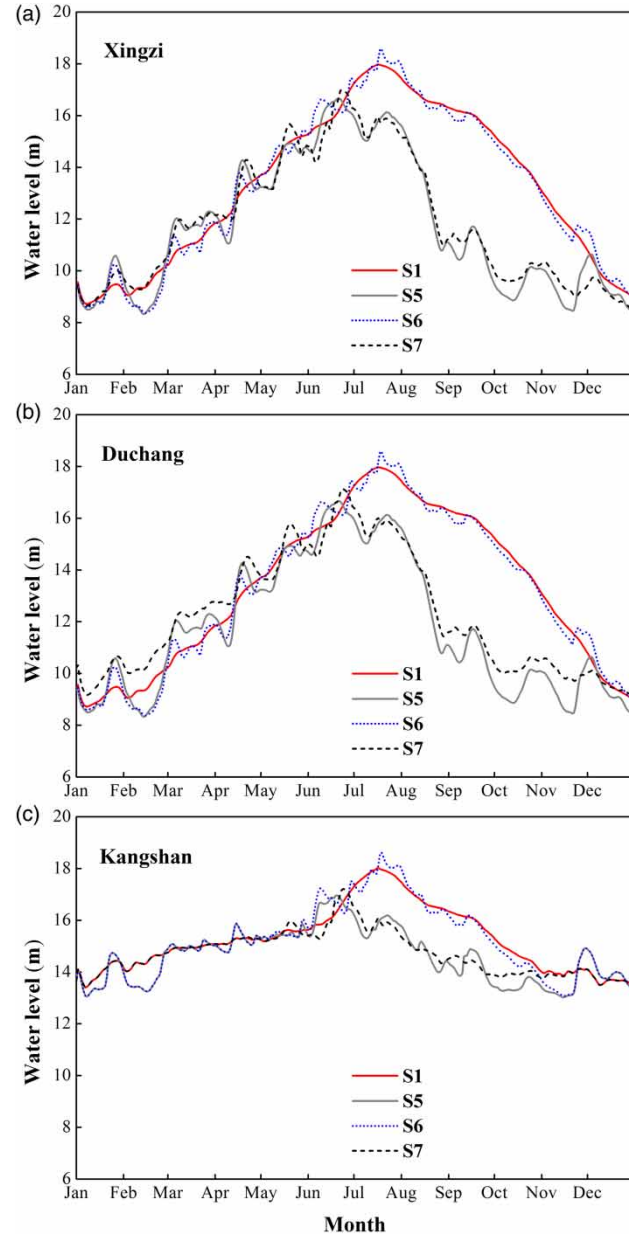 (a)
20
Xingzi
18
16
14
12
10
8
6
Water level (m)
S1
S5
S6
S7
Jan Feb Mar Apr May Jun Jul Aug Sep Oct Nov Dec
(b)
20
Duchang
18
16
14
12
10
8
6
Water level (m)
S1
S5
S6
S7
Jan Feb Mar Apr May Jun Jul Aug Sep Oct Nov Dec
(c)
20
Kangshan
18
16
14
12
10
8
6
Water level (m)
S1
S5
S6
S7
Jan Feb Mar Apr May Jun Jul Aug Sep Oct Nov Dec
Month